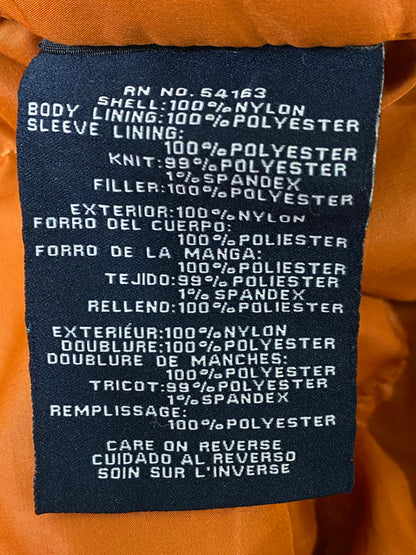 RN NO. 54163
SHELL:100%NYLON
BODY LINING:100%POLYESTER
SLEEVE LINING:
100%POLYESTER
KNIT:99%POLYESTER
1%SPANDEX
FILLER:100%POLYESTER
EXTERIOR:100%NYLON
FORRO DEL CUERPO:
100%POLIESTER
FORRO DE LA MANGA:
100%POLIESTER
TEJIDO:99%POLIESTER
1%SPANDEX
RELLENO:100%POLIESTER
EXTERIÉUR:100%NYLON
DOUBLURE:100%POLYESTER
DOUBLURE DE MANCHES:
100%POLYESTER
TRICOT:99%POLYESTER
1%SPANDEX
REMPLISSAGE:
100%POLYESTER
CARE ON REVERSE
CUIDADO AL REVERSO
SOIN SUR L'INVERSE